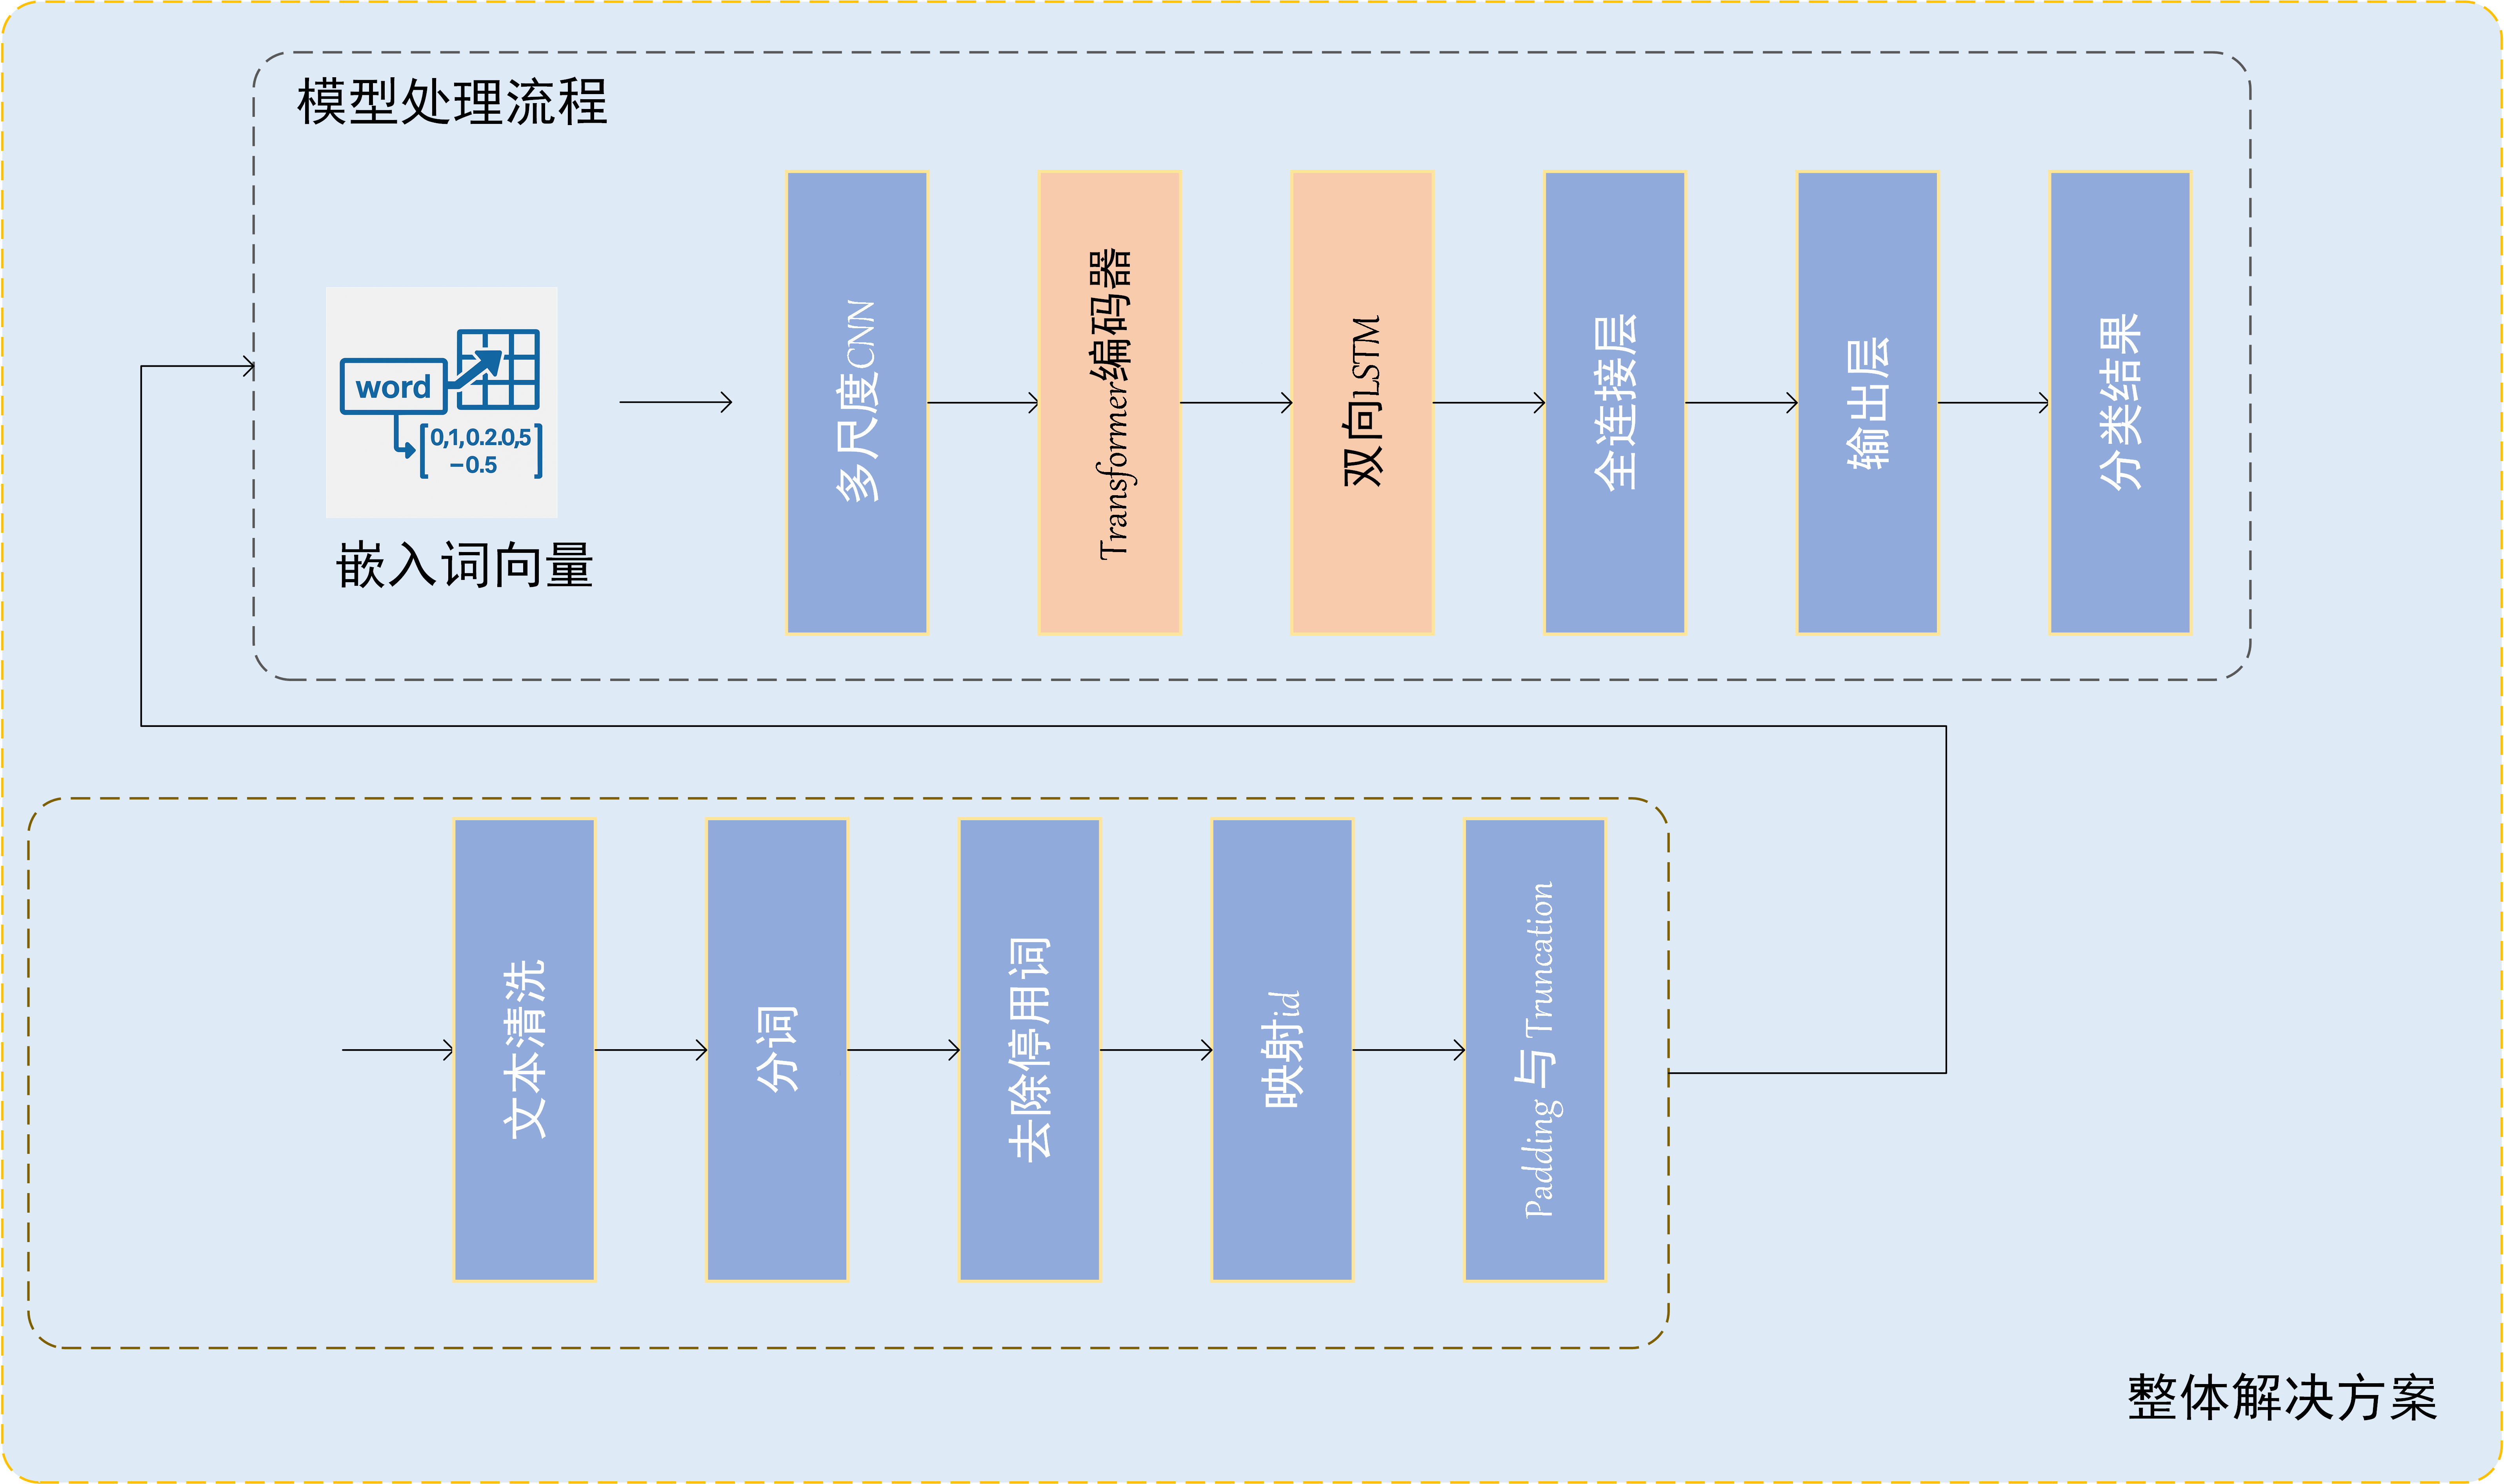 模型处理流程
word
0,1,0.2.0,5
-0.5
嵌入词向量
多尺度CNN
Transformer编码器
双向LSTM
全连接层
输出层
分类结果
文本清洗
分词
去除停用词
映射id
Padding 与 Truncation
整体解决方案